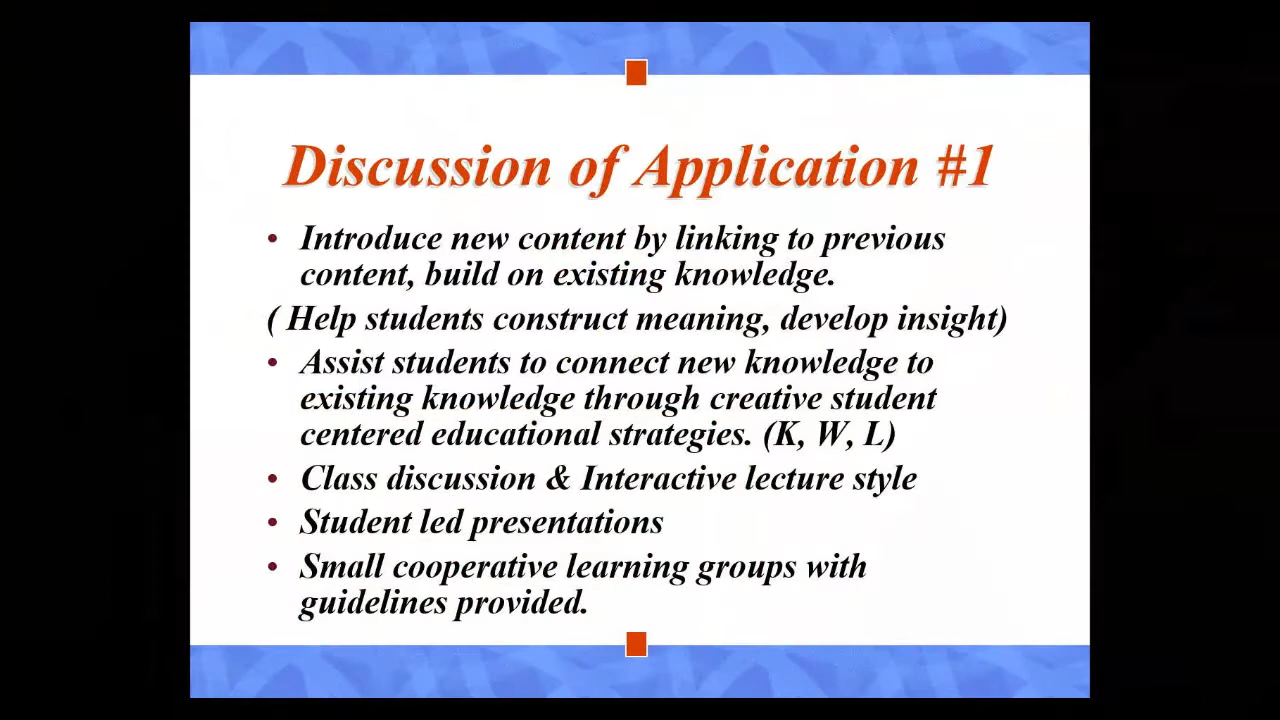 Discussion of Application #1
• Introduce new content by linking to previous
content, build on existing knowledge.
( Help students construct meaning, develop insight)
• Assist students to connect new knowledge to
existing knowledge through creative student
centered educational strategies. (K, W, L)
• Class discussion & Interactive lecture style
• Student led presentations
• Small cooperative learning groups with
guidelines provided.